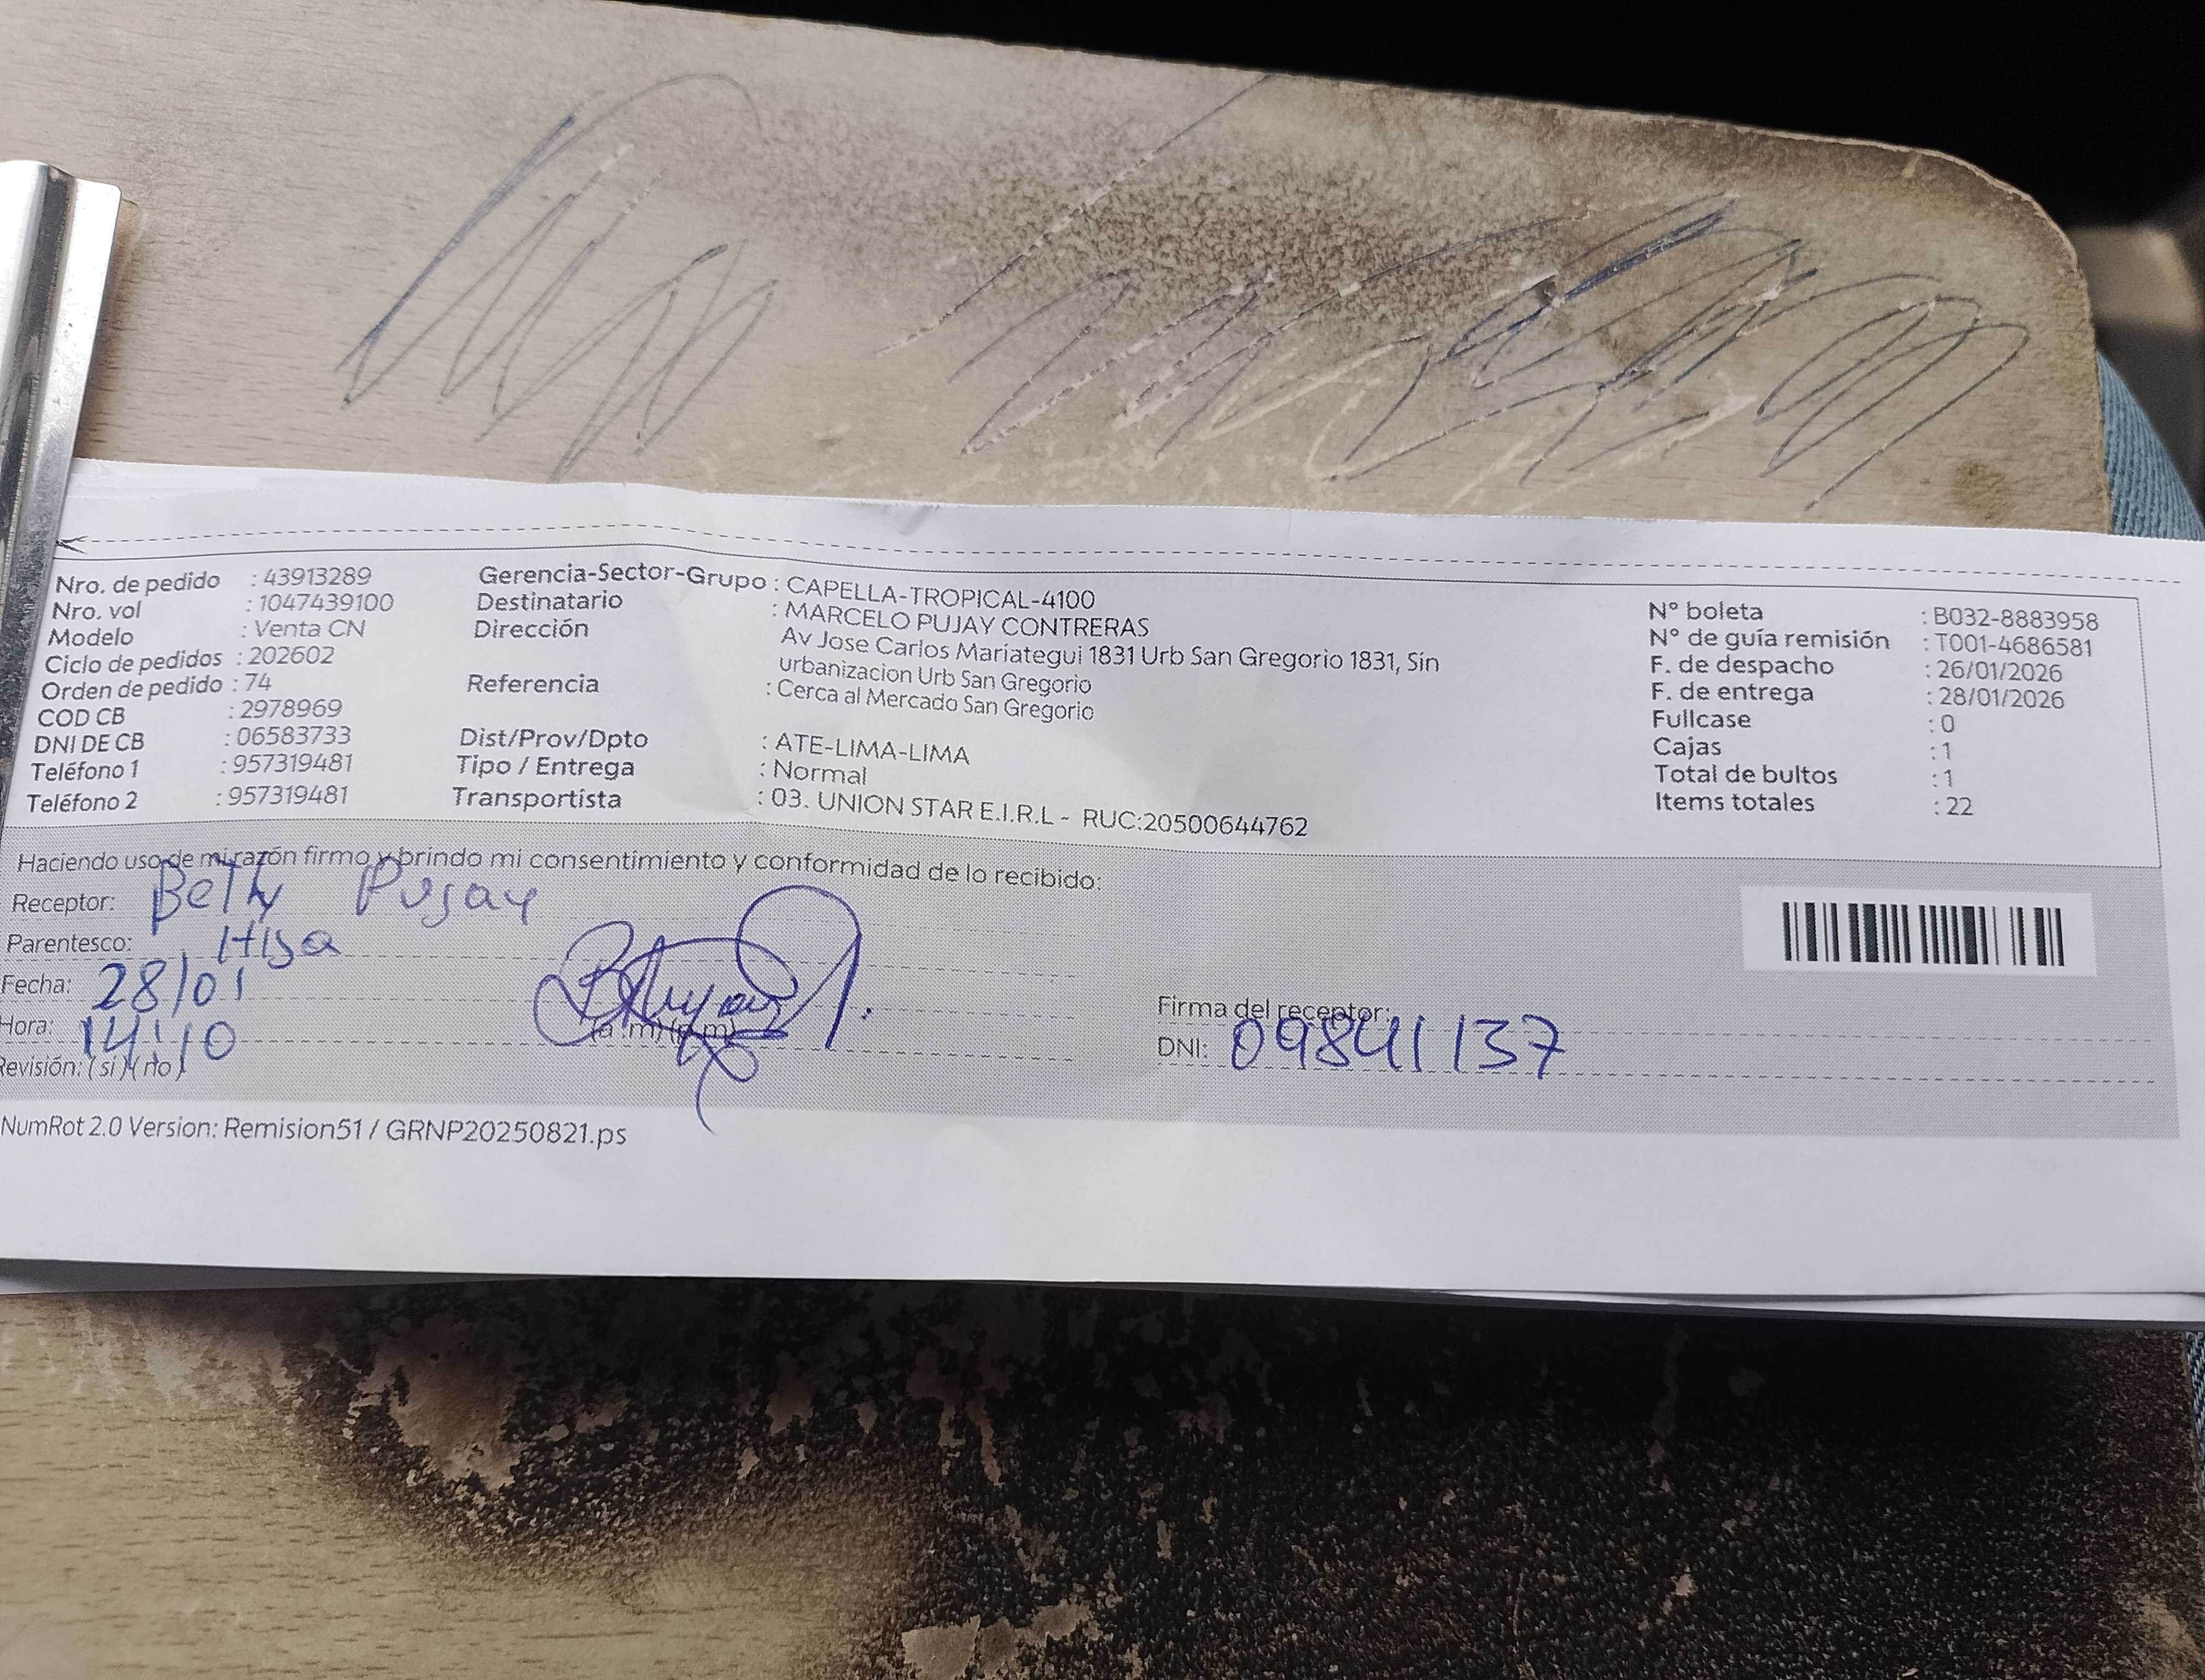 Nro. de pedido : 43913289
Nro. vol : 1047439100
Modelo : Venta CN
Ciclo de pedidos : 202602
Orden de pedido : 74
COD CB : 2978969
DNI DE CB : 06583733
Teléfono 1 : 957319481
Teléfono 2 : 957319481
Gerencia-Sector-Grupo : CAPELLA-TROPICAL-4100
Destinatario : MARCELO PUJAY CONTRERAS
Dirección Av Jose Carlos Mariategui 1831 Urb San Gregorio 1831, Sin
urbanizacion Urb San Gregorio
Referencia : Cerca al Mercado San Gregorio
Dist/Prov/Dpto : ATE-LIMA-LIMA
Tipo / Entrega : Normal
Transportista : 03. UNION STAR E.I.R.L - RUC:20500644762
N° boleta : B032-8883958
N° de guía remisión : T001-4686581
F. de despacho : 26/01/2026
F. de entrega : 28/01/2026
Fullcase : 0
Cajas : 1
Total de bultos : 1
Items totales : 22
Haciendo uso de mi razón firmo y brindo mi consentimiento y conformidad de lo recibido:
Receptor: Betty Pujay
Parentesco: Hija
Fecha: 28/01
Hora: 14:10 (a.m) (p.m)
Revisión: (si) (no)
Firma del receptor:
DNI: 09841137
NumRot 2.0 Version: Remision51 / GRNP20250821.ps